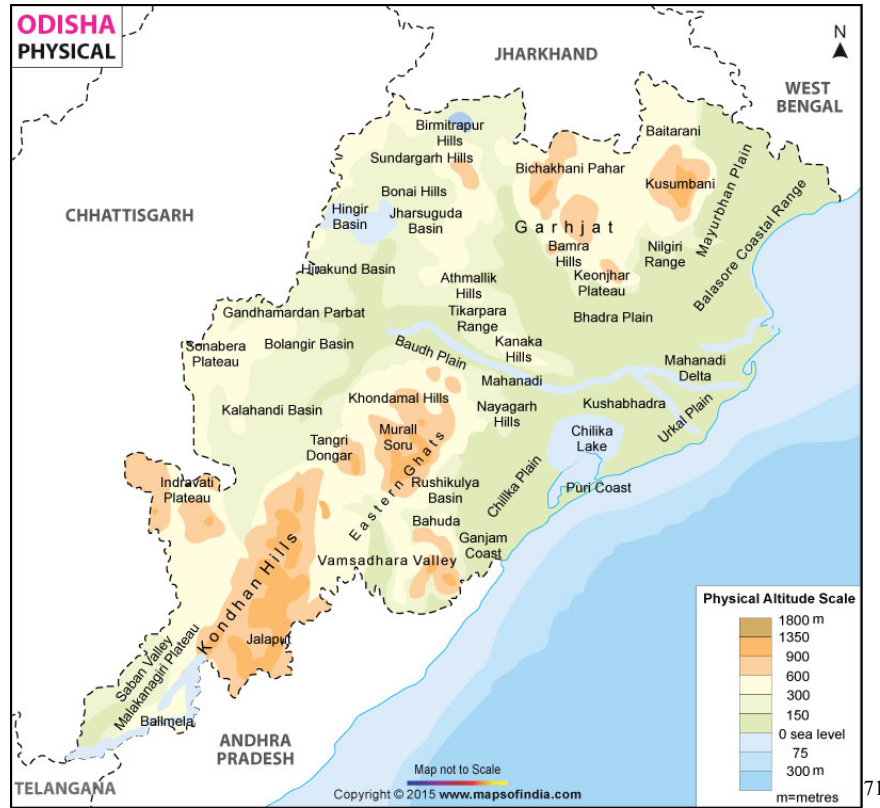 ODISHA
PHYSICAL
N
JHARKHAND
WEST
BENGAL
CHHATTISGARH
Birmitrapur
Hills
Sundargarh Hills
Bonai Hills
Hingir
Basin
Jharsuguda
Basin
Hirakund Basin
Bichakhani Pahar
Baitarani
Kusumbani
Mayurbhan Plain
Balasore Coastal Range
Garhjat
Bamra
Hills
Nilgiri
Range
Keonjhar
Plateau
Athmallik
Hills
Tikarpara
Range
Bhadra Plain
Gandhamardan Parbat
Sonabera
Plateau
Bolangir Basin
Baudh Plain
Kanaka
Hills
Mahanadi
Mahanadi
Delta
Kalahandi Basin
Khondamal Hills
Nayagarh
Hills
Kushabhadra
Urkal Plain
Murall
Soru
Tangri
Dongar
Chilika
Lake
Eastern Ghats
Rushikulya
Basin
Chilika Plain
Puri Coast
Indravati
Plateau
Bahuda
Ganjam
Coast
Vamsadhara Valley
Kondhan Hills
Jalaput
Saban Valley
Malakanagiri Plateau
Ballmela
ANDHRA
PRADESH
TELANGANA
Physical Altitude Scale
1800 m
1350
900
600
300
150
0 sea level
75
300 m
m=metres
Map not to Scale
Copyright © 2015 www.mapsofindia.com
71